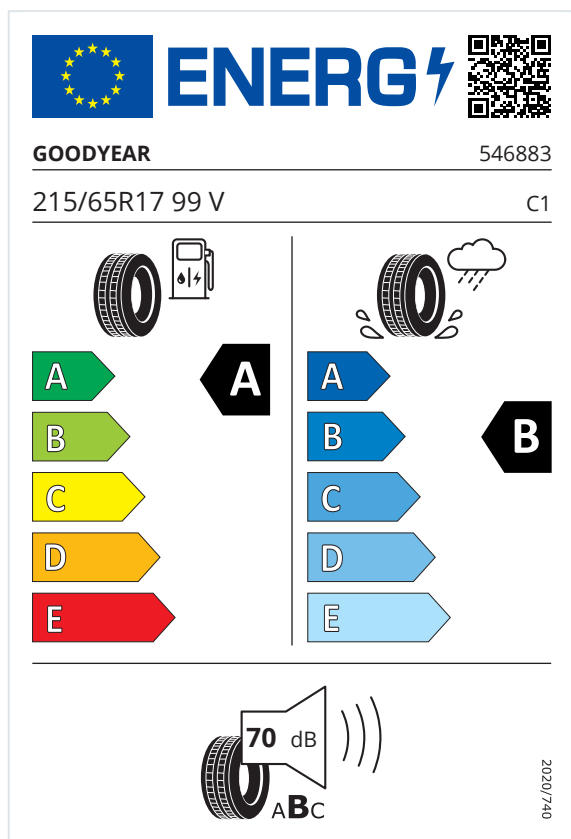 ENERG
GOODYEAR 546883
215/65R17 99 V C1
A A A
B B B
C C
D D
E E
70 dB
ABC
2020/740